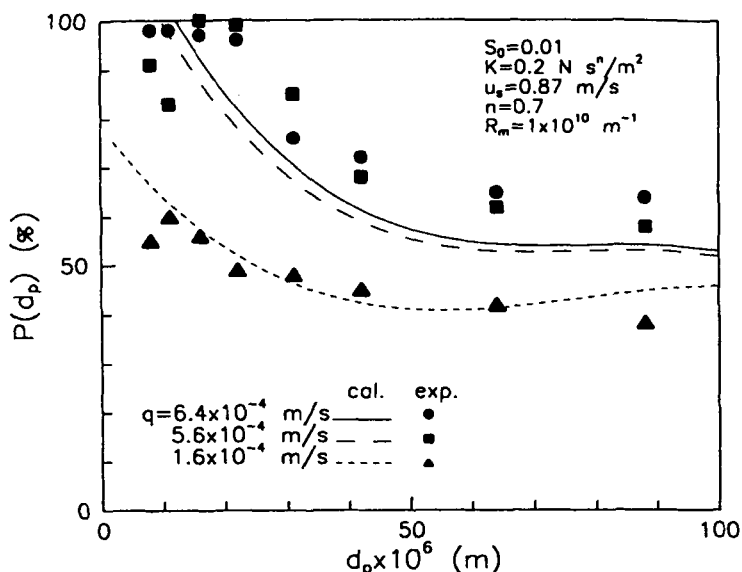 100
S₀=0.01
K=0.2 N sⁿ/m²
uₛ=0.87 m/s
n=0.7
Rₘ=1x10¹⁰ m⁻¹
P(dₚ) (%)
50
cal. exp.
q=6.4x10⁻⁴ m/s
5.6x10⁻⁴ m/s
1.6x10⁻⁴ m/s
0
0 50 100
dₚx10⁶ (m)